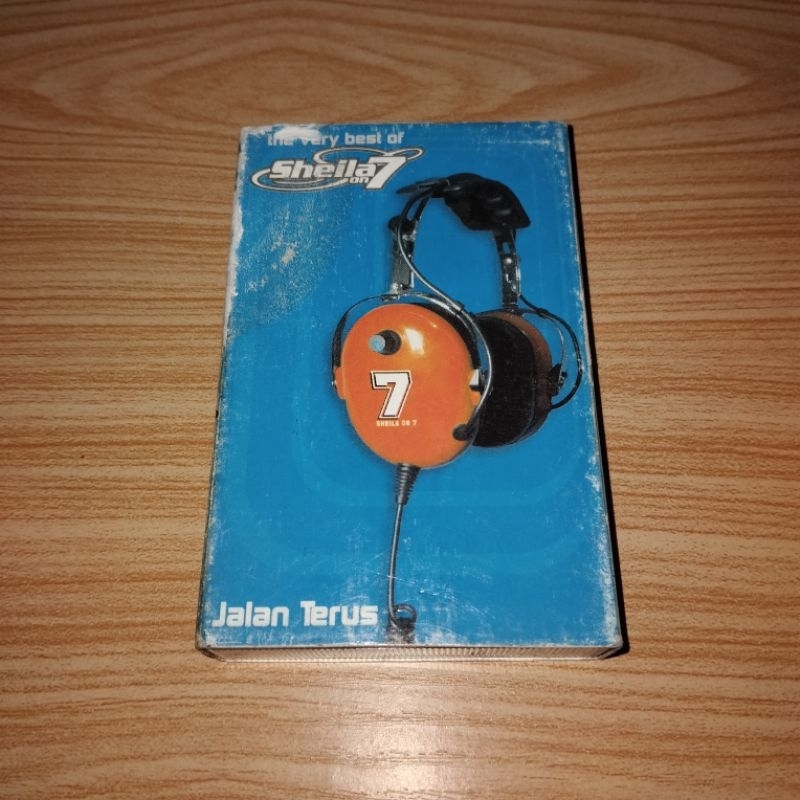 the very best of
Sheila
on 7
7
SHEILA ON 7
Jalan Terus